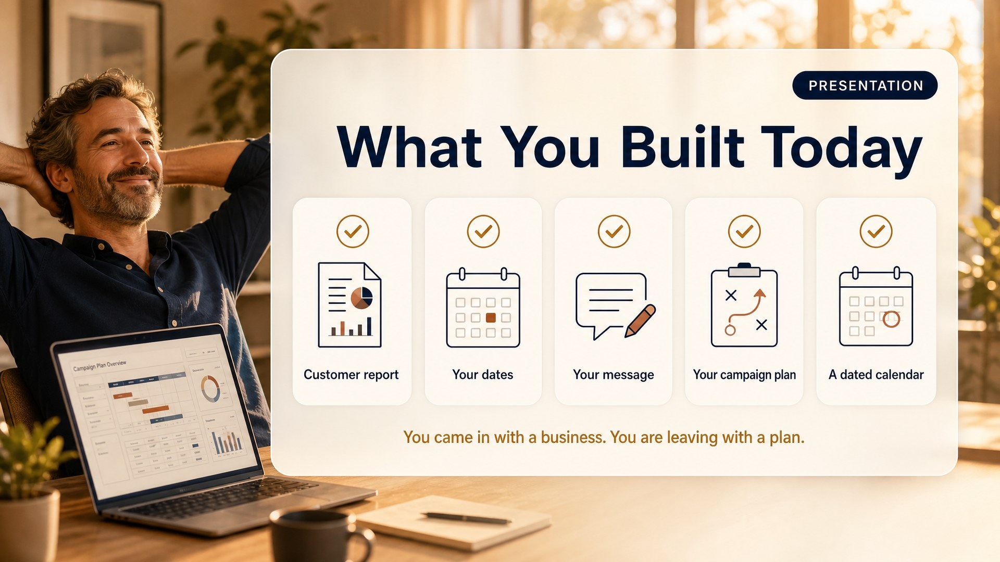 PRESENTATION
What You Built Today
Customer report
Your dates
Your message
Your campaign plan
A dated calendar
You came in with a business. You are leaving with a plan.
Campaign Plan Overview